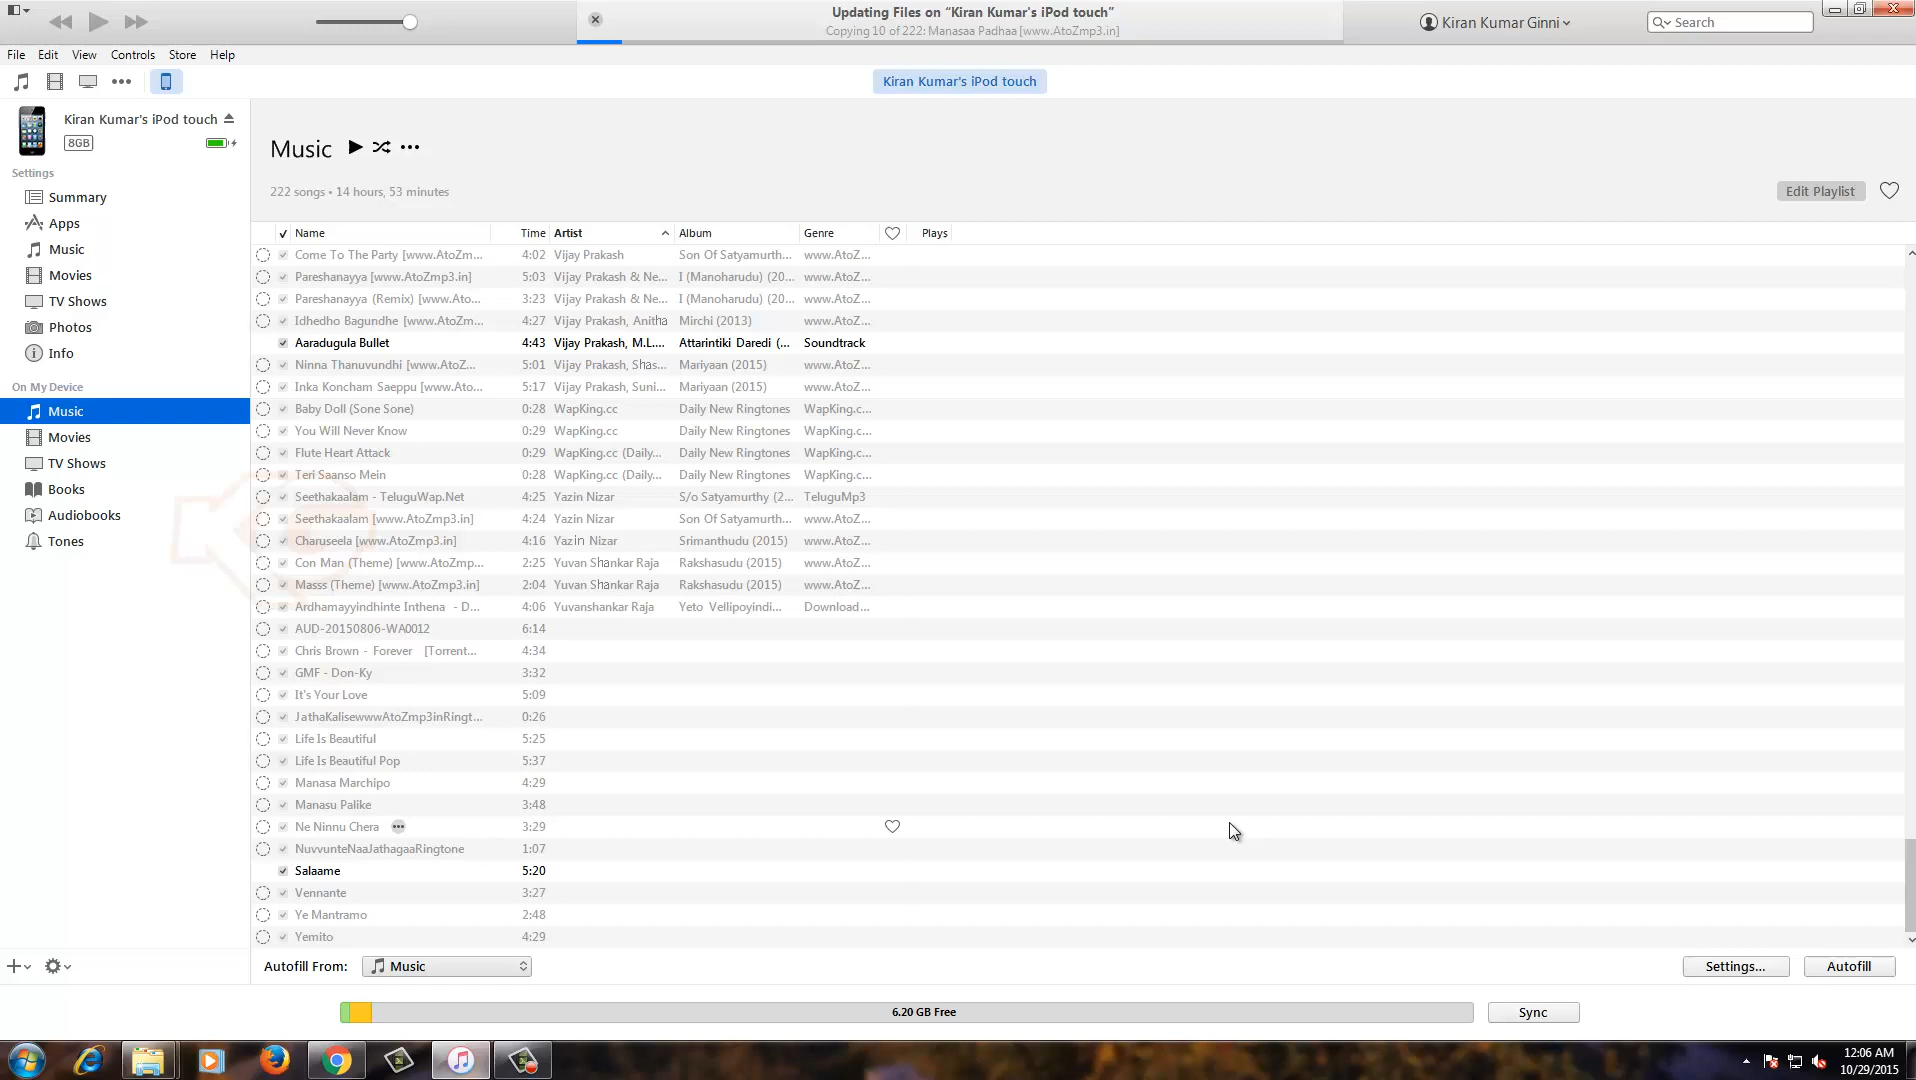 Updating Files on “Kiran Kumar's iPod touch”
Copying 10 of 222: Manasaa Padhaa [www.AtoZmp3.in]
Kiran Kumar Ginni
Search
File Edit View Controls Store Help
Kiran Kumar's iPod touch
Kiran Kumar's iPod touch
8GB
Settings
Summary
Apps
Music
Movies
TV Shows
Photos
Info
On My Device
Music
Movies
TV Shows
Books
Audiobooks
Tones
Music
222 songs • 14 hours, 53 minutes
Edit Playlist
Name Time Artist Album Genre Plays
Come To The Party [www.AtoZm... 4:02 Vijay Prakash Son Of Satyamurth... www.AtoZ...
Pareshanayya [www.AtoZmp3.in] 5:03 Vijay Prakash & Ne... I (Manoharudu) (20... www.AtoZ...
Pareshanayya (Remix) [www.Ato... 3:23 Vijay Prakash & Ne... I (Manoharudu) (20... www.AtoZ...
Idhedho Bagundhe [www.AtoZm... 4:27 Vijay Prakash, Anitha Mirchi (2013) www.AtoZ...
Aaradugula Bullet 4:43 Vijay Prakash, M.L.... Attarintiki Daredi (... Soundtrack
Ninna Thanuvundhi [www.AtoZ... 5:01 Vijay Prakash, Shas... Mariyaan (2015) www.AtoZ...
Inka Koncham Saeppu [www.Ato... 5:17 Vijay Prakash, Suni... Mariyaan (2015) www.AtoZ...
Baby Doll (Sone Sone) 0:28 WapKing.cc Daily New Ringtones WapKing.c...
You Will Never Know 0:29 WapKing.cc Daily New Ringtones WapKing.c...
Flute Heart Attack 0:29 WapKing.cc (Daily... Daily New Ringtones WapKing.c...
Teri Saanso Mein 0:28 WapKing.cc (Daily... Daily New Ringtones WapKing.c...
Seethakaalam - TeluguWap.Net 4:25 Yazin Nizar S/o Satyamurthy (2... TeluguMp3
Seethakaalam [www.AtoZmp3.in] 4:24 Yazin Nizar Son Of Satyamurth... www.AtoZ...
Charuseela [www.AtoZmp3.in] 4:16 Yazin Nizar Srimanthudu (2015) www.AtoZ...
Con Man (Theme) [www.AtoZmp... 2:25 Yuvan Shankar Raja Rakshasudu (2015) www.AtoZ...
Masss (Theme) [www.AtoZmp3.in] 2:04 Yuvan Shankar Raja Rakshasudu (2015) www.AtoZ...
Ardhamayyindhinte Inthena - D... 4:06 Yuvanshankar Raja Yeto Vellipoyindi... Download...
AUD-20150806-WA0012 6:14
Chris Brown - Forever [Torrent... 4:34
GMF - Don-Ky 3:32
It's Your Love 5:09
JathaKalisewwwAtoZmp3inRingt... 0:26
Life Is Beautiful 5:25
Life Is Beautiful Pop 5:37
Manasa Marchipo 4:29
Manasu Palike 3:48
Ne Ninnu Chera 3:29
NuvvunteNaaJathagaaRingtone 1:07
Salaame 5:20
Vennante 3:27
Ye Mantramo 2:48
Yemito 4:29
Autofill From: Music Settings... Autofill
6.20 GB Free Sync
12:06 AM
10/29/2015